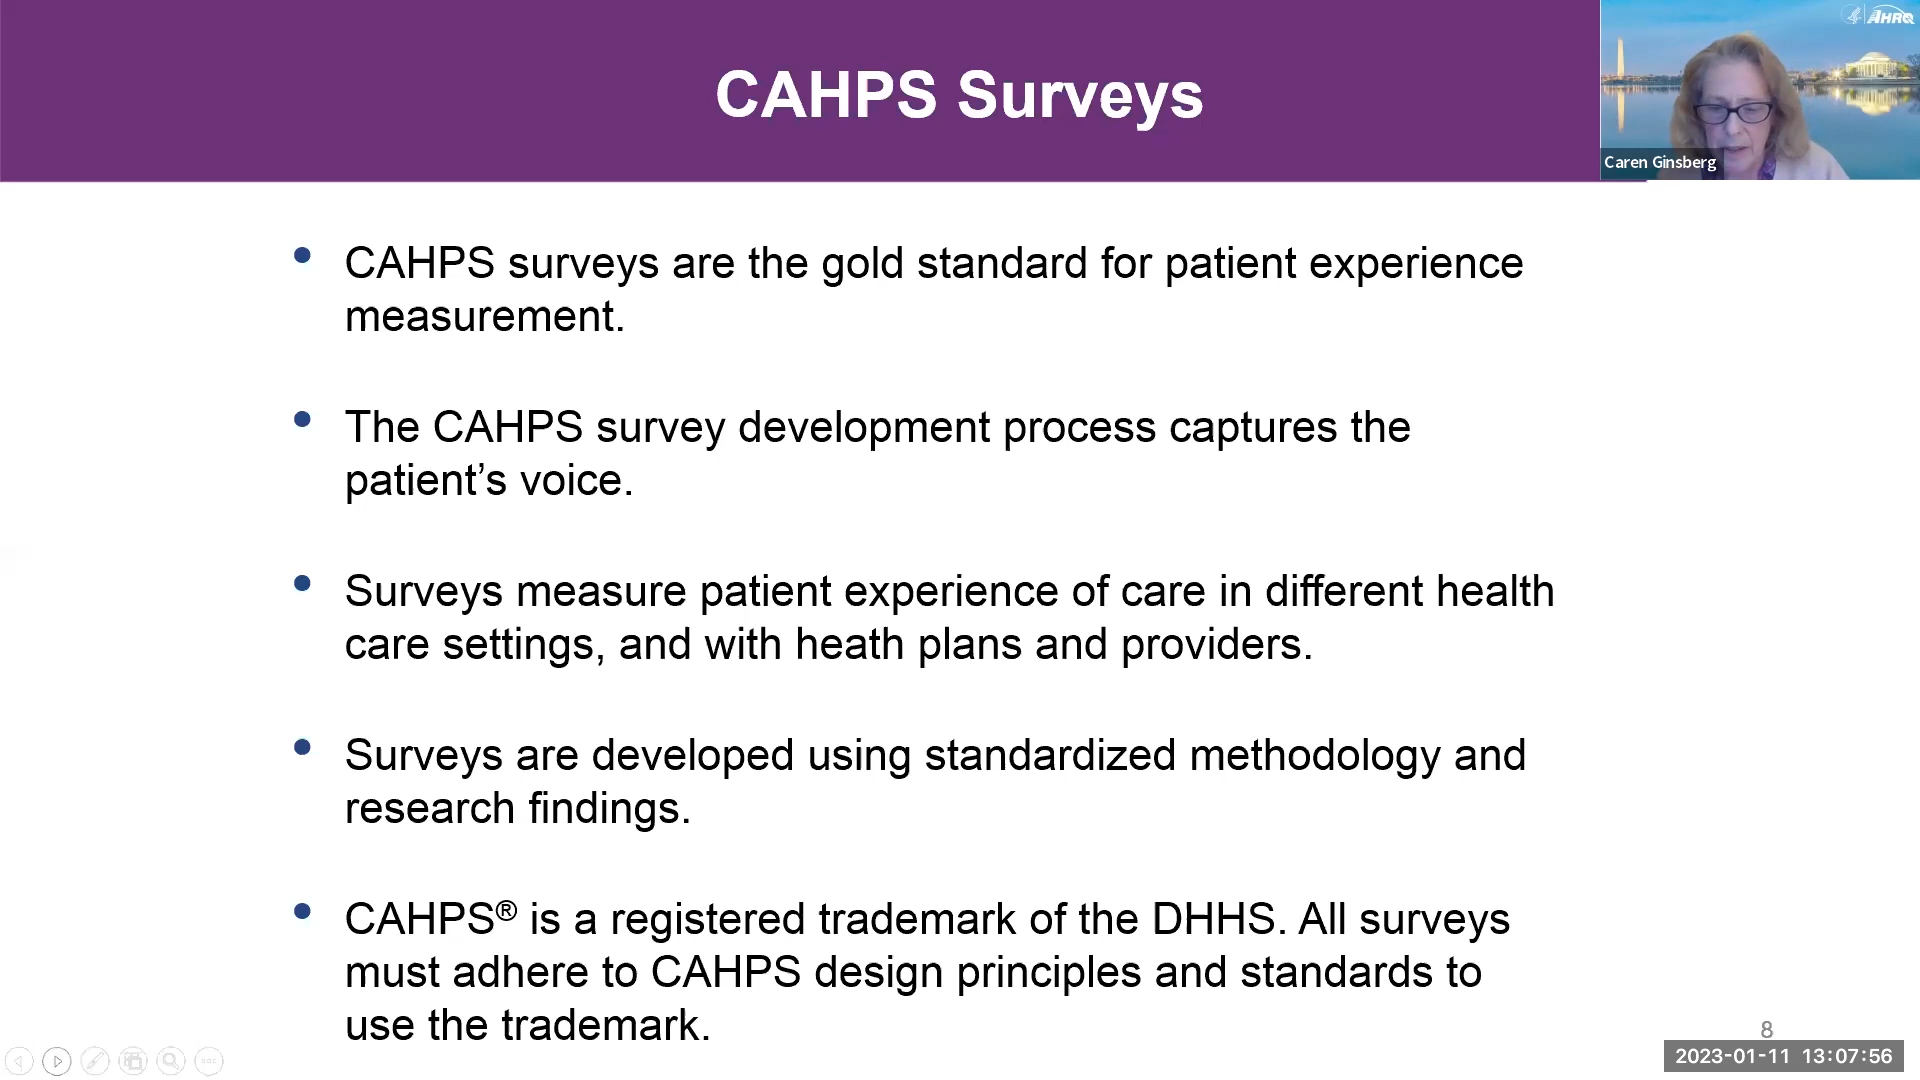 CAHPS Surveys
AHRQ
Caren Ginsberg
• CAHPS surveys are the gold standard for patient experience
measurement.
• The CAHPS survey development process captures the
patient’s voice.
• Surveys measure patient experience of care in different health
care settings, and with heath plans and providers.
• Surveys are developed using standardized methodology and
research findings.
• CAHPS® is a registered trademark of the DHHS. All surveys
must adhere to CAHPS design principles and standards to
use the trademark.
8
2023-01-11 13:07:56